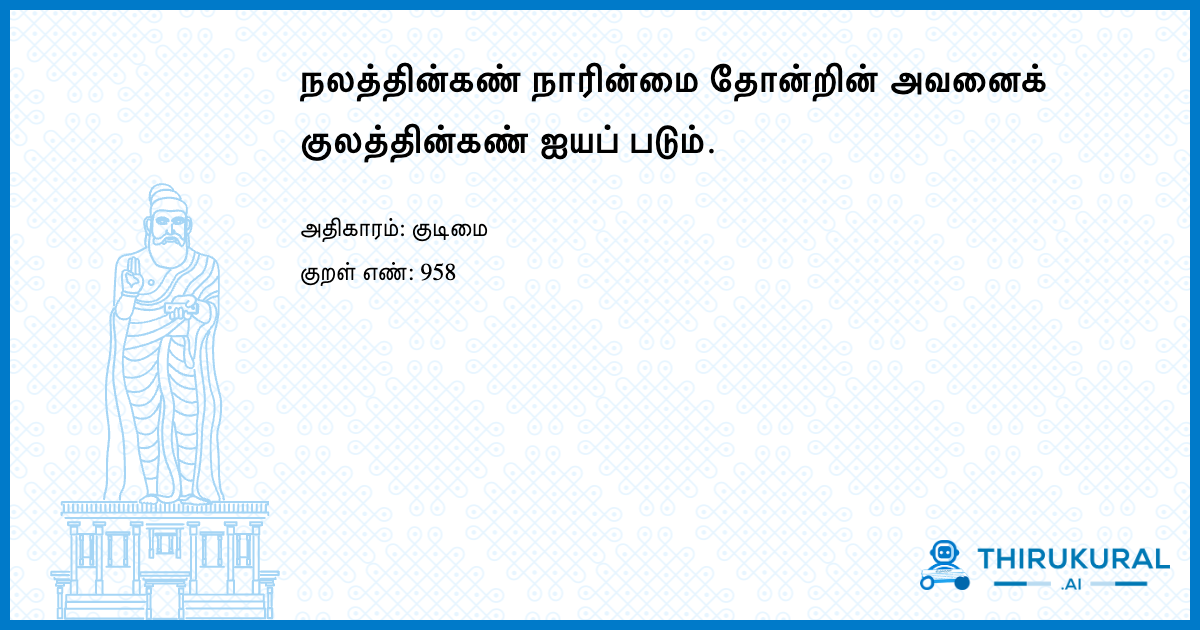 நலத்தின்கண் நாரின்மை தோன்றின் அவனைக்
குலத்தின்கண் ஐயப் படும்.
அதிகாரம்: குடிமை
குறள் எண்: 958
THIRUKURAL
.AI